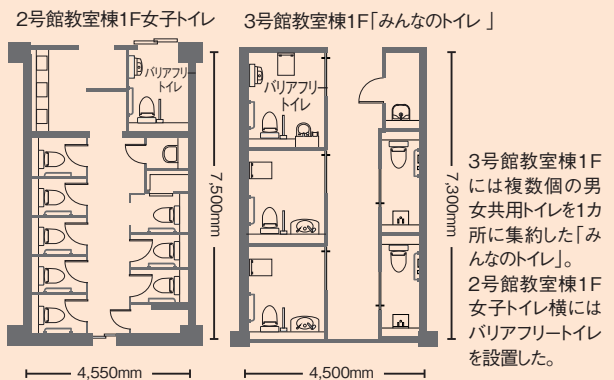 2号館教室棟1F女子トイレ
3号館教室棟1F「みんなのトイレ 」
バリアフリー
トイレ
7,500mm
4,550mm
バリアフリー
トイレ
7,300mm
4,500mm
3号館教室棟1F
には複数個の男
女共用トイレを1カ
所に集約した「み
んなのトイレ」。
2号館教室棟1F
女子トイレ横には
バリアフリートイレ
を設置した。